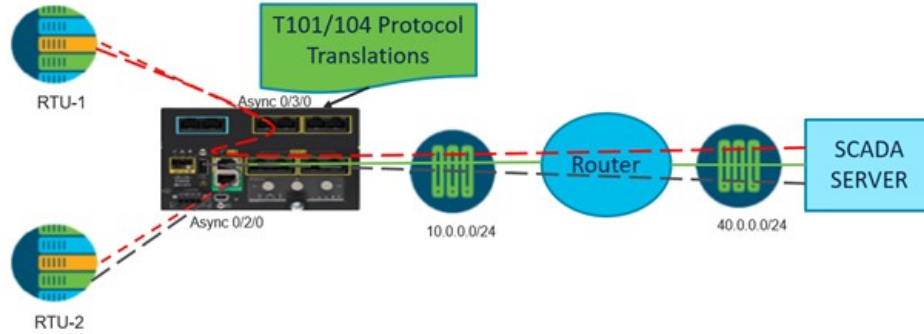 T101/104 Protocol
Translations
RTU-1
Async 0/3/0
Router
SCADA
SERVER
Async 0/2/0
10.0.0.0/24
40.0.0.0/24
RTU-2